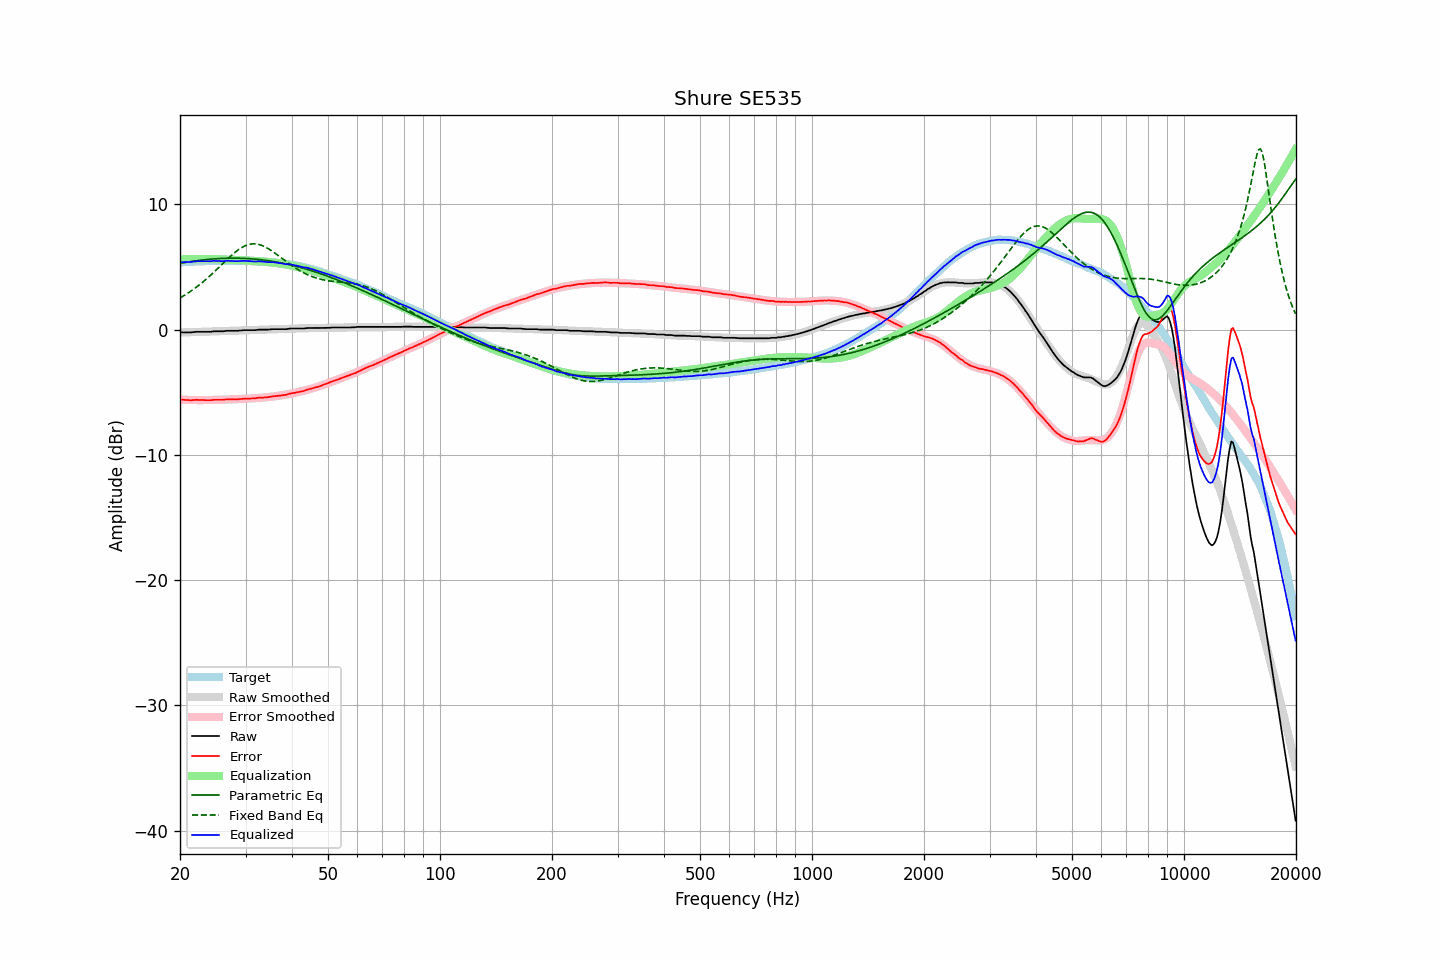 Shure SE535
Amplitude (dBr)
10
0
−10
−20
−30
−40
Target
Raw Smoothed
Error Smoothed
Raw
Error
Equalization
Parametric Eq
Fixed Band Eq
Equalized
20 50 100 200 500 1000 2000 5000 10000 20000
Frequency (Hz)